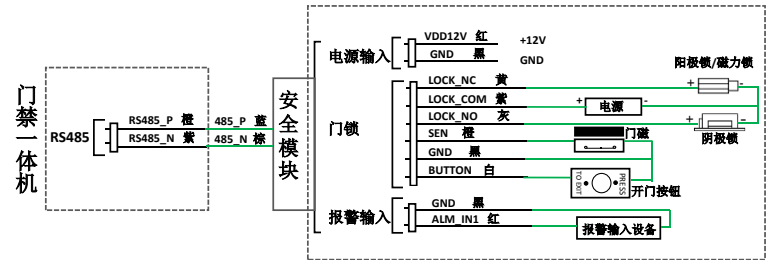 门禁一体机
RS485
RS485_P 橙
RS485_N 紫
485_P 蓝
485_N 棕
安全模块
电源输入
VDD12V 红 +12V
GND 黑 GND
门锁
LOCK_NC 黄
LOCK_COM 紫
LOCK_NO 灰
SEN 橙
GND 黑
BUTTON 白
阳极锁/磁力锁
+ -
+ 电源 -
+ -
阴极锁
门磁
TO EXIT
PRESS
开门按钮
报警输入
GND 黑
ALM_IN1 红
报警输入设备